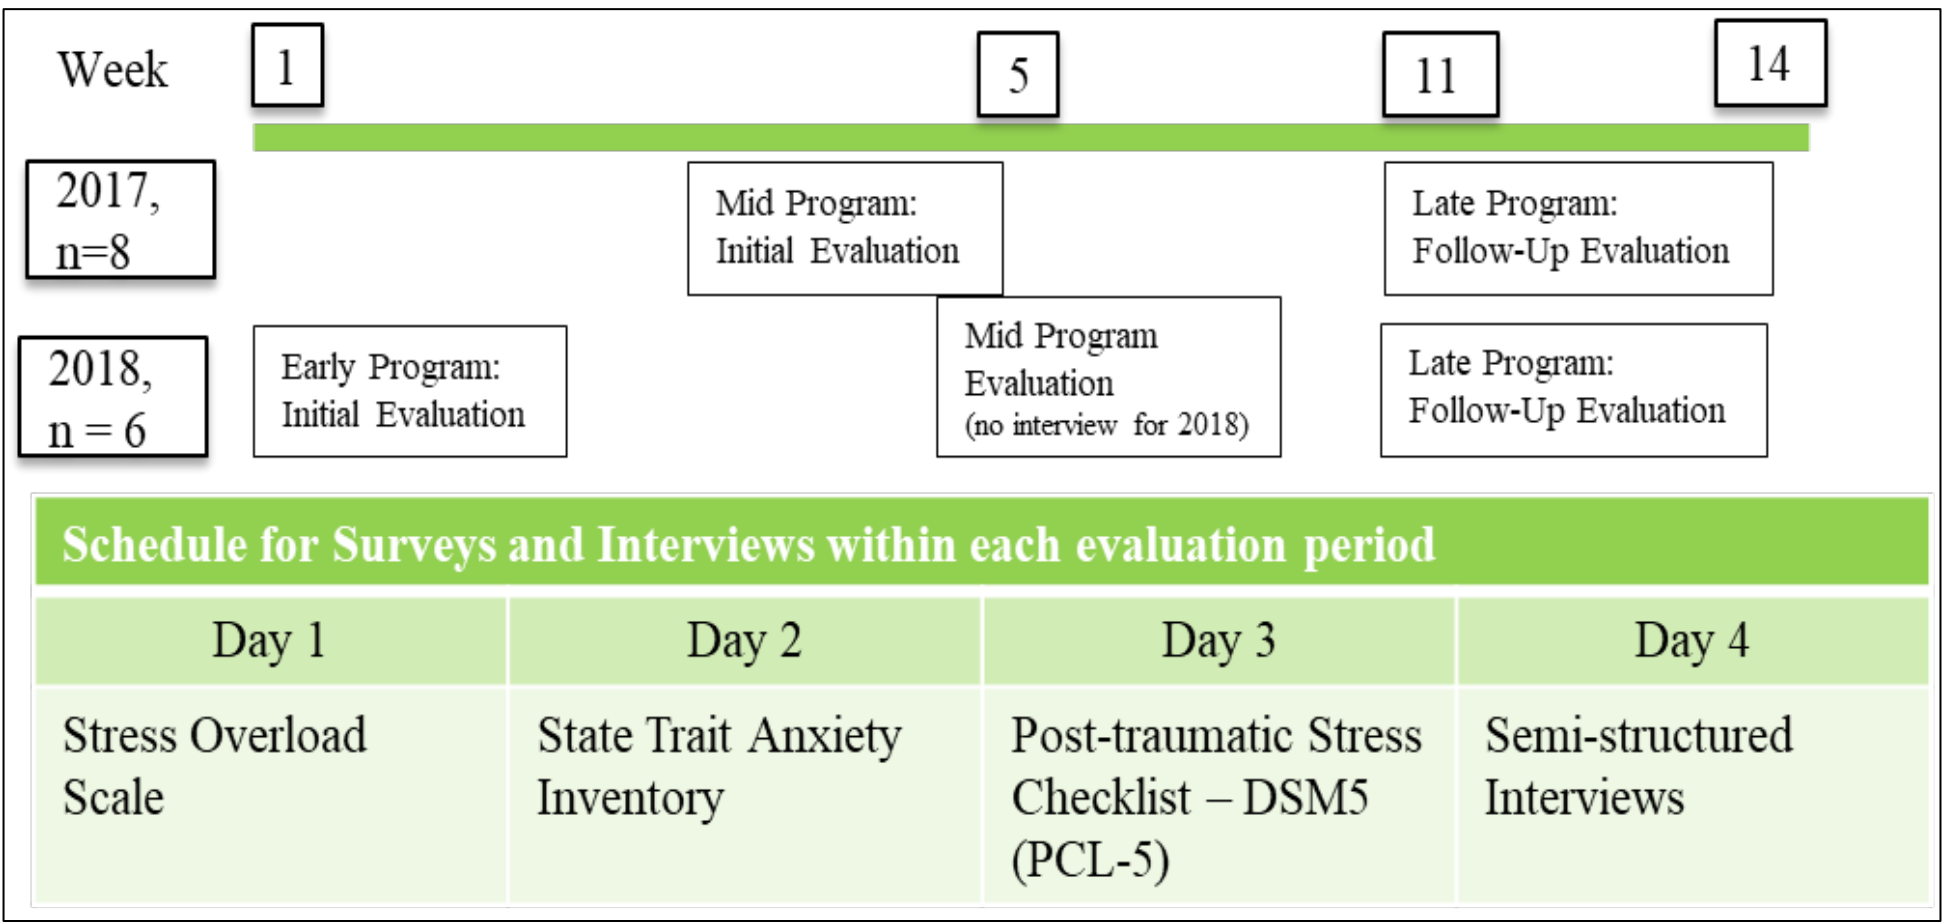 Week
1
5
11
14
2017,
n=8
Mid Program:
Initial Evaluation
Late Program:
Follow-Up Evaluation
2018,
n = 6
Early Program:
Initial Evaluation
Mid Program
Evaluation
(no interview for 2018)
Late Program:
Follow-Up Evaluation
Schedule for Surveys and Interviews within each evaluation period
Day 1
Day 2
Day 3
Day 4
Stress Overload
Scale
State Trait Anxiety
Inventory
Post-traumatic Stress
Checklist – DSM5
(PCL-5)
Semi-structured
Interviews